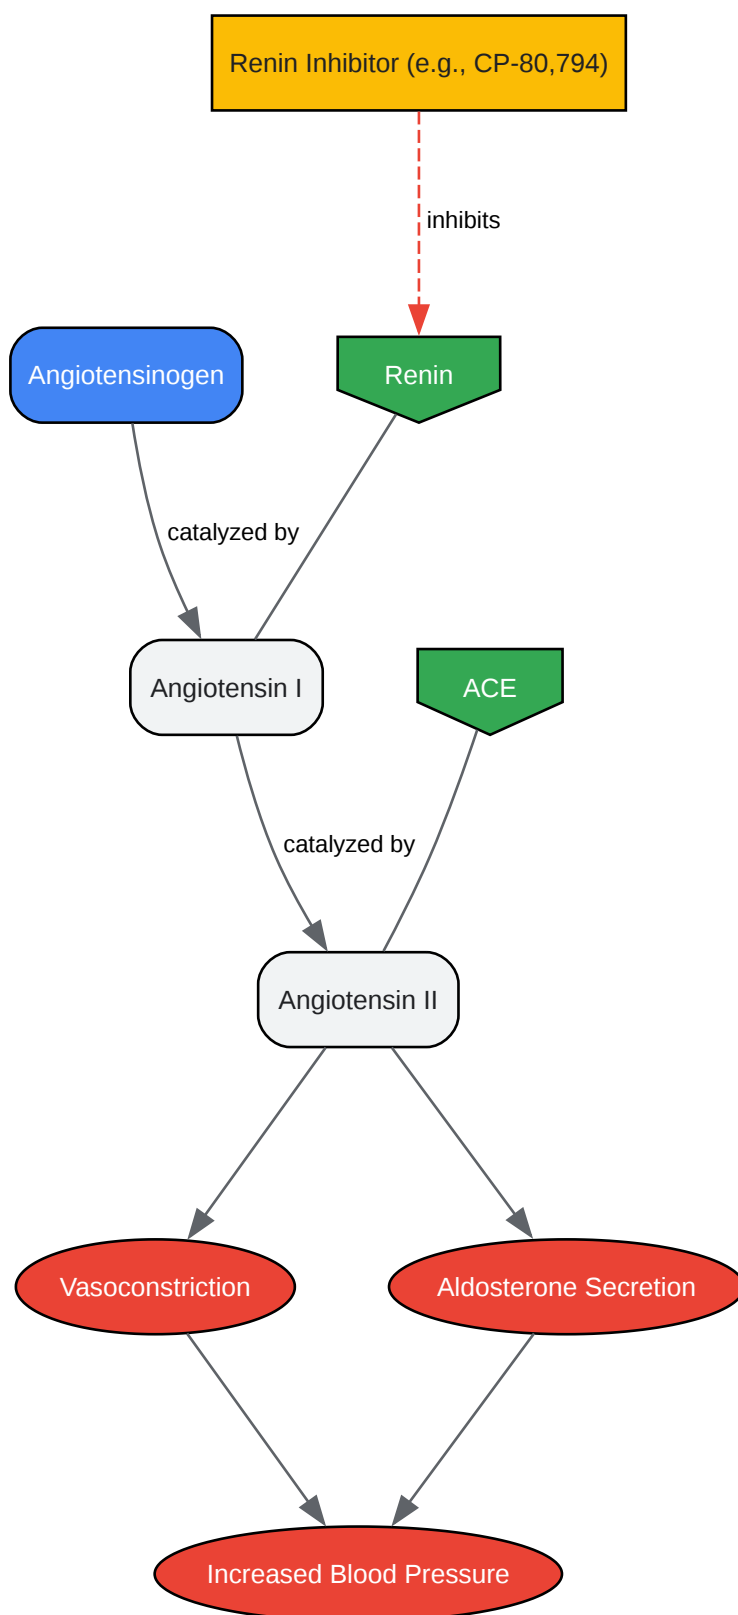 Renin Inhibitor (e.g., CP-80,794)
inhibits
Angiotensinogen
Renin
catalyzed by
Angiotensin I
ACE
catalyzed by
Angiotensin II
Vasoconstriction
Aldosterone Secretion
Increased Blood Pressure